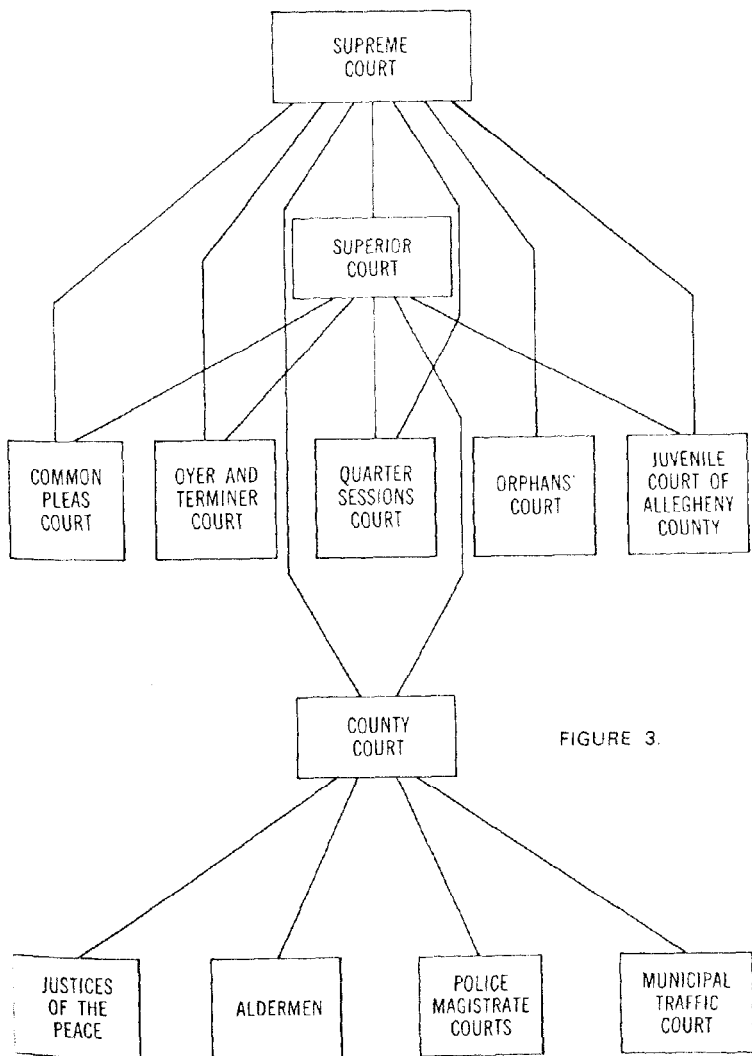 SUPREME
COURT
SUPERIOR
COURT
COMMON
PLEAS
COURT
OYER AND
TERMINER
COURT
QUARTER
SESSIONS
COURT
ORPHANS'
COURT
JUVENILE
COURT OF
ALLEGHENY
COUNTY
COUNTY
COURT
FIGURE 3.
JUSTICES
OF THE
PEACE
ALDERMEN
POLICE
MAGISTRATE
COURTS
MUNICIPAL
TRAFFIC
COURT